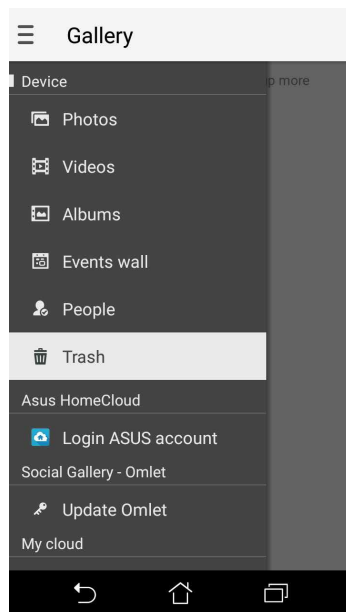 Gallery
Device
p more
Photos
Videos
Albums
Events wall
People
Trash
Asus HomeCloud
Login ASUS account
Social Gallery - Omlet
Update Omlet
My cloud